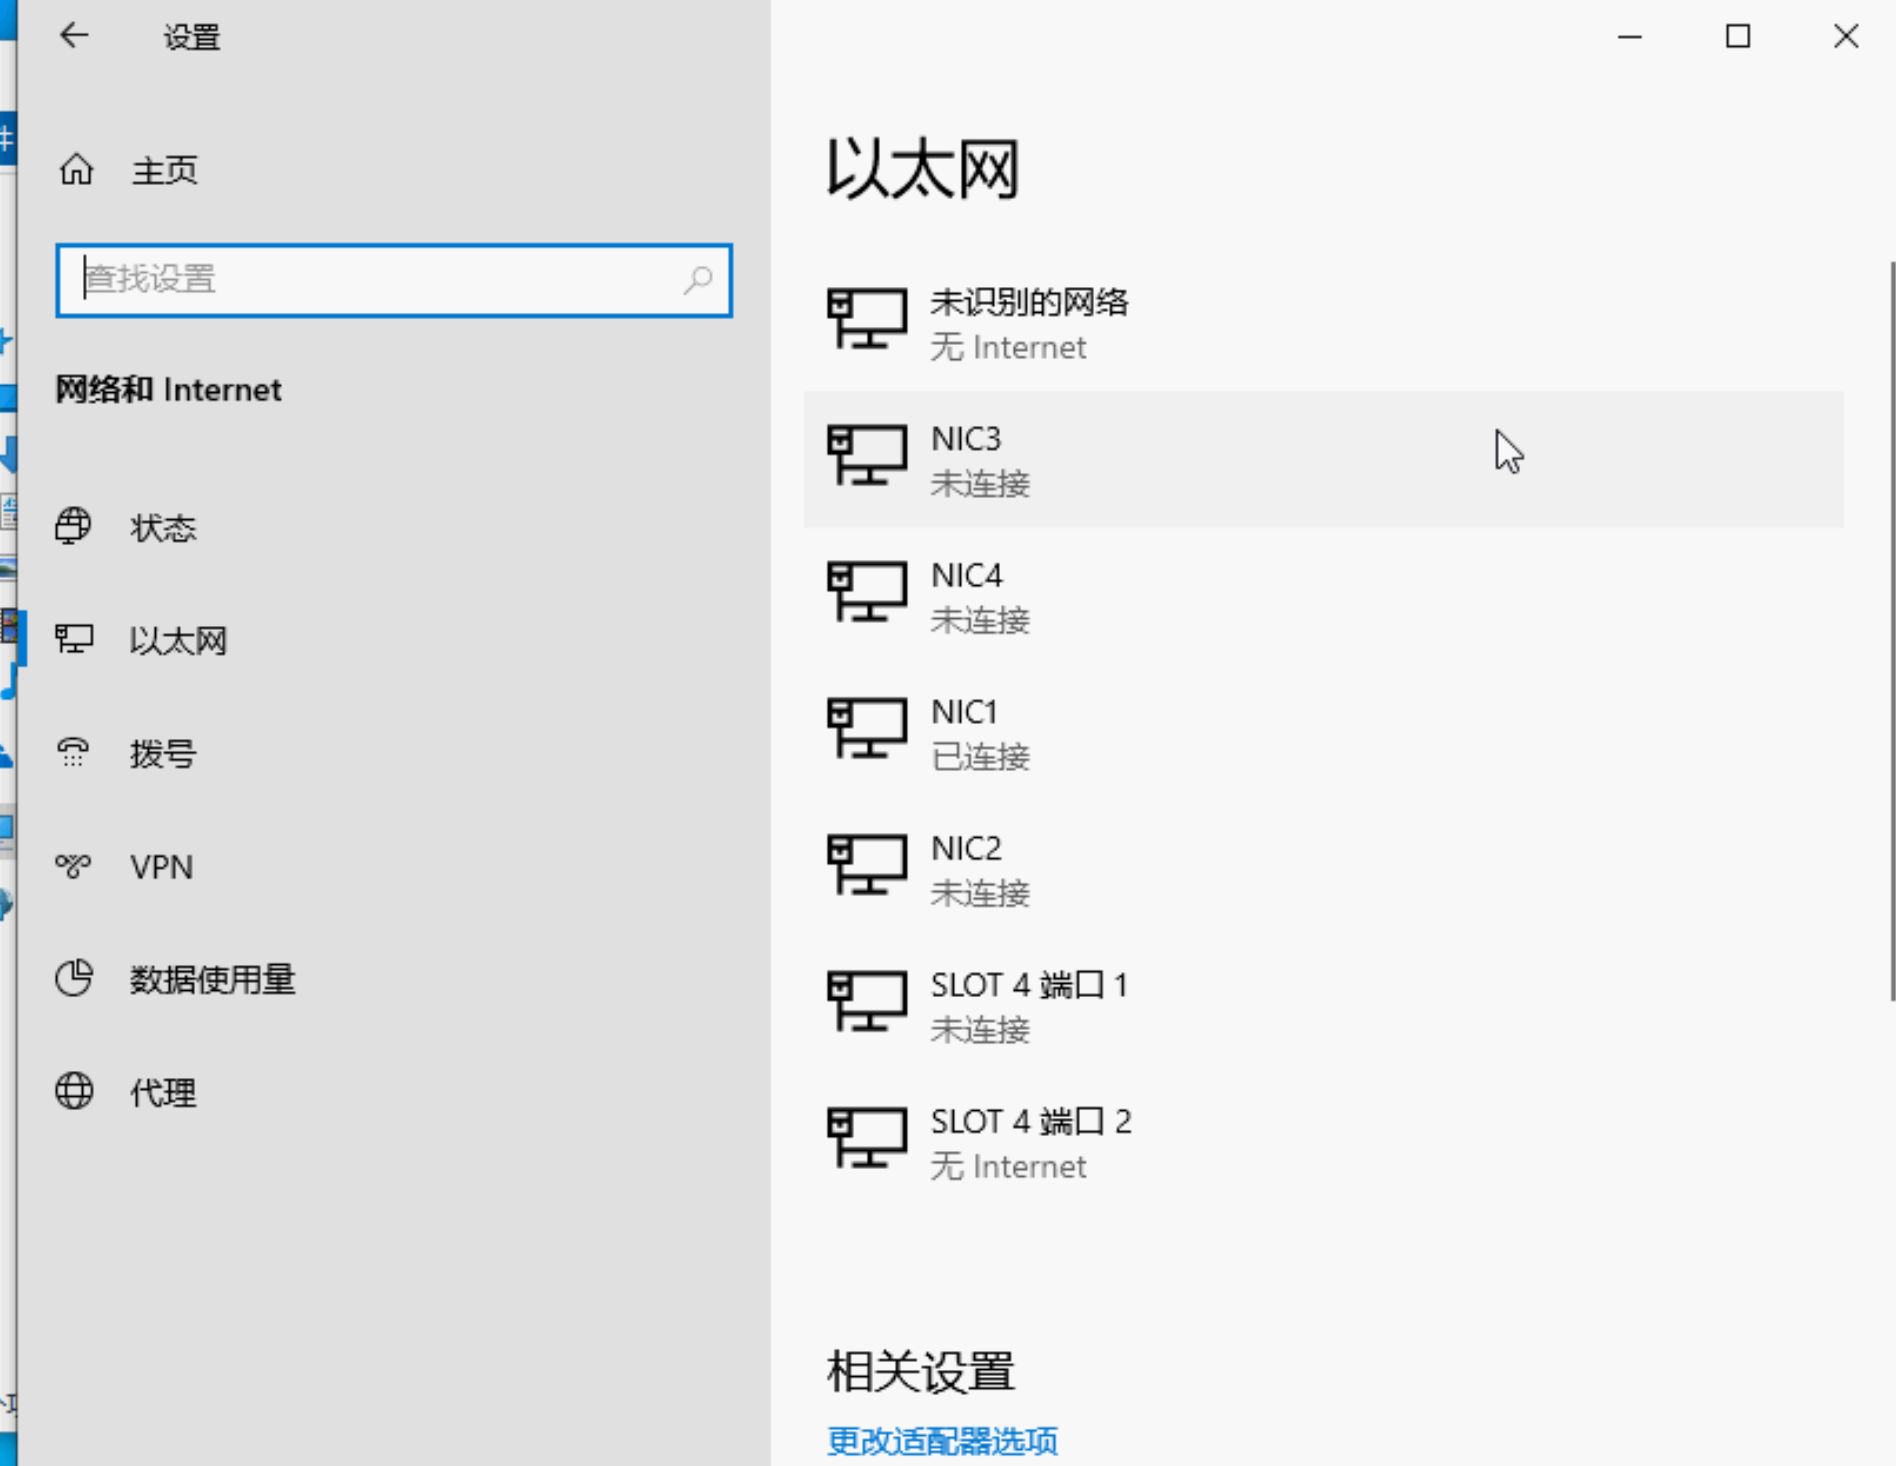 设置
主页
查找设置
网络和 Internet
状态
以太网
拨号
VPN
数据使用量
代理
以太网
未识别的网络
无 Internet
NIC3
未连接
NIC4
未连接
NIC1
已连接
NIC2
未连接
SLOT 4 端口 1
未连接
SLOT 4 端口 2
无 Internet
相关设置
更改适配器选项